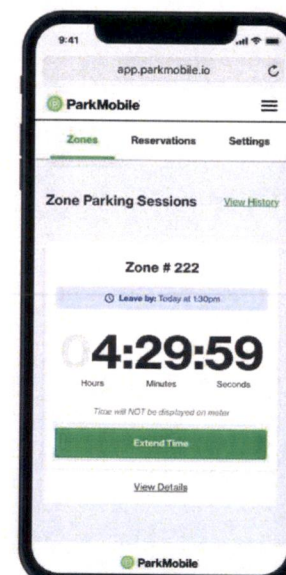 9:41
app.parkmobile.io
ParkMobile
Zones Reservations Settings
Zone Parking Sessions View History
Zone # 222
Leave by: Today at 1:30pm
04:29:59
Hours Minutes Seconds
Time will NOT be displayed on meter
Extend Time
View Details
ParkMobile